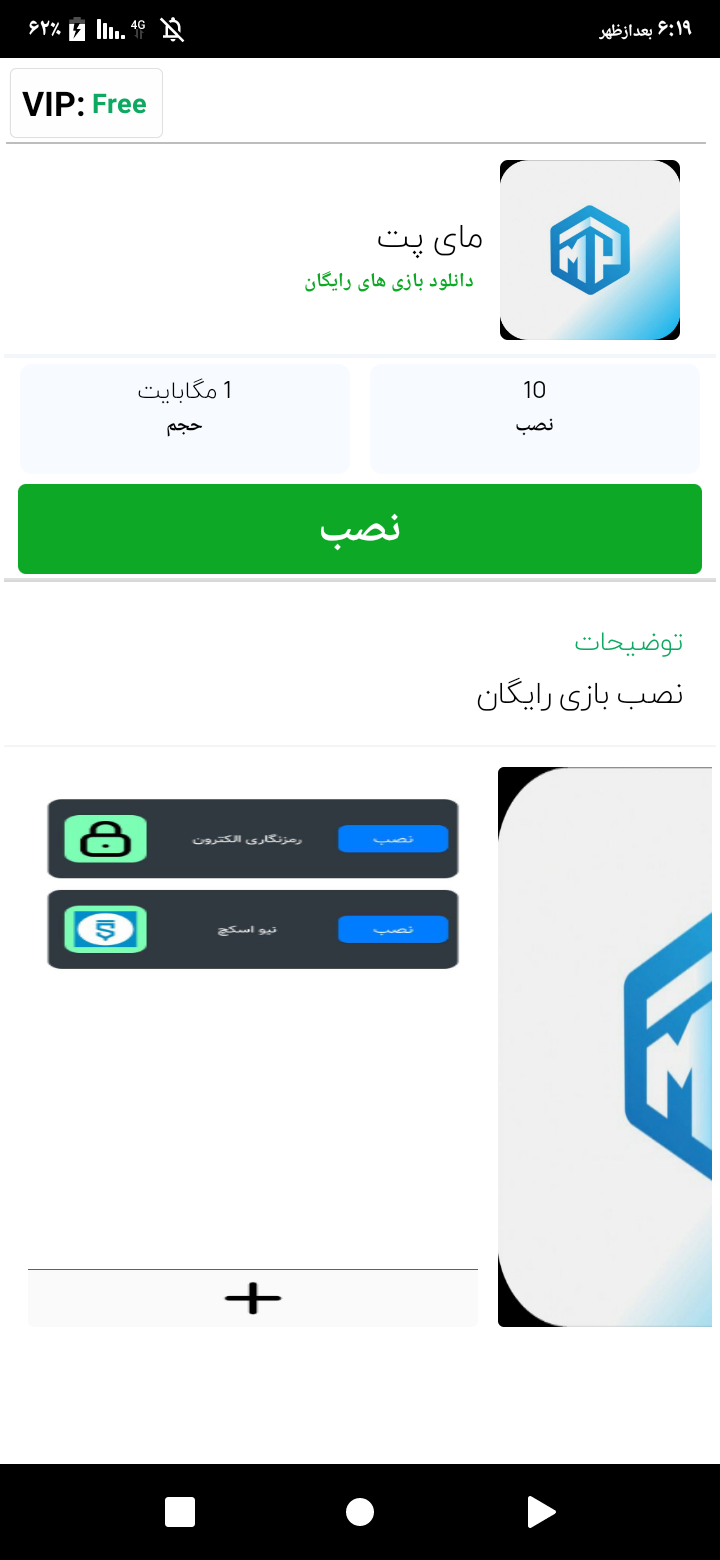 ۶۲٪ 4G ۶:۱۹ بعدازظهر
VIP: Free
مای پت
دانلود بازی های رایگان
10
نصب
1 مگابایت
حجم
نصب
توضیحات
نصب بازی رایگان
رمزنگاری الکترون نصب
نیو اسکچ نصب